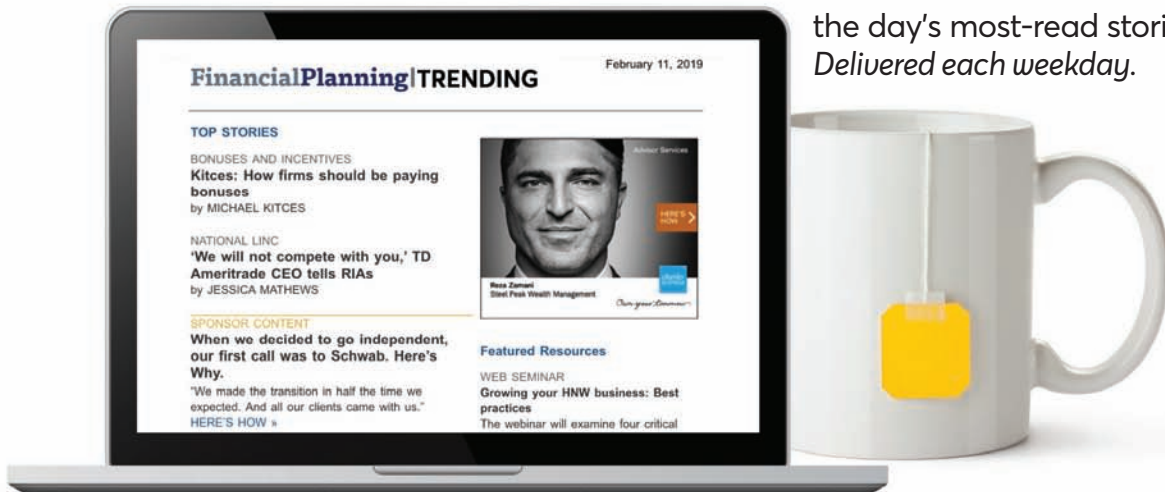 the day's most-read stori
Delivered each weekday.
FinancialPlanning|TRENDING
February 11, 2019
TOP STORIES
BONUSES AND INCENTIVES
Kitces: How firms should be paying
bonuses
by MICHAEL KITCES
NATIONAL LINC
‘We will not compete with you,’ TD
Ameritrade CEO tells RIAs
by JESSICA MATHEWS
SPONSOR CONTENT
When we decided to go independent,
our first call was to Schwab. Here's
Why.
"We made the transition in half the time we
expected. And all our clients came with us."
HERE'S HOW »
Advisor Services
HERE'S
HOW
Reza Zamani
Steel Peak Wealth Management
charles
SCHWAB
Own your tomorrow
Featured Resources
WEB SEMINAR
Growing your HNW business: Best
practices
The webinar will examine four critical